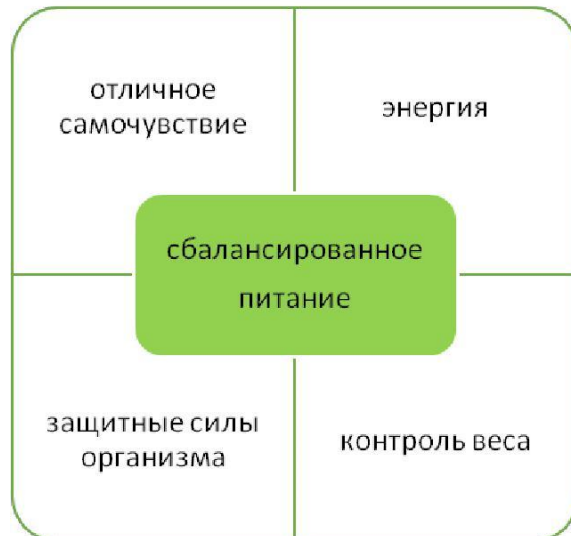 отличное
самочувствие
энергия
сбалансированное
питание
защитные силы
организма
контроль веса